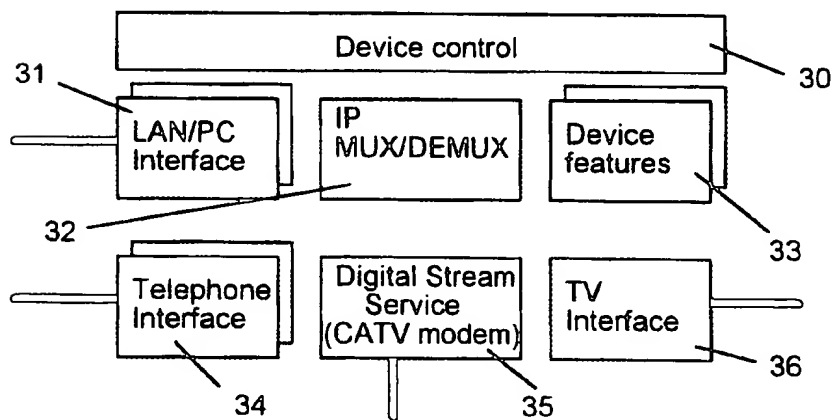 Device control
30
31
LAN/PC
Interface
IP
MUX/DEMUX
Device
features
32
33
Telephone
Interface
Digital Stream
Service
(CATV modem)
TV
Interface
34
35
36